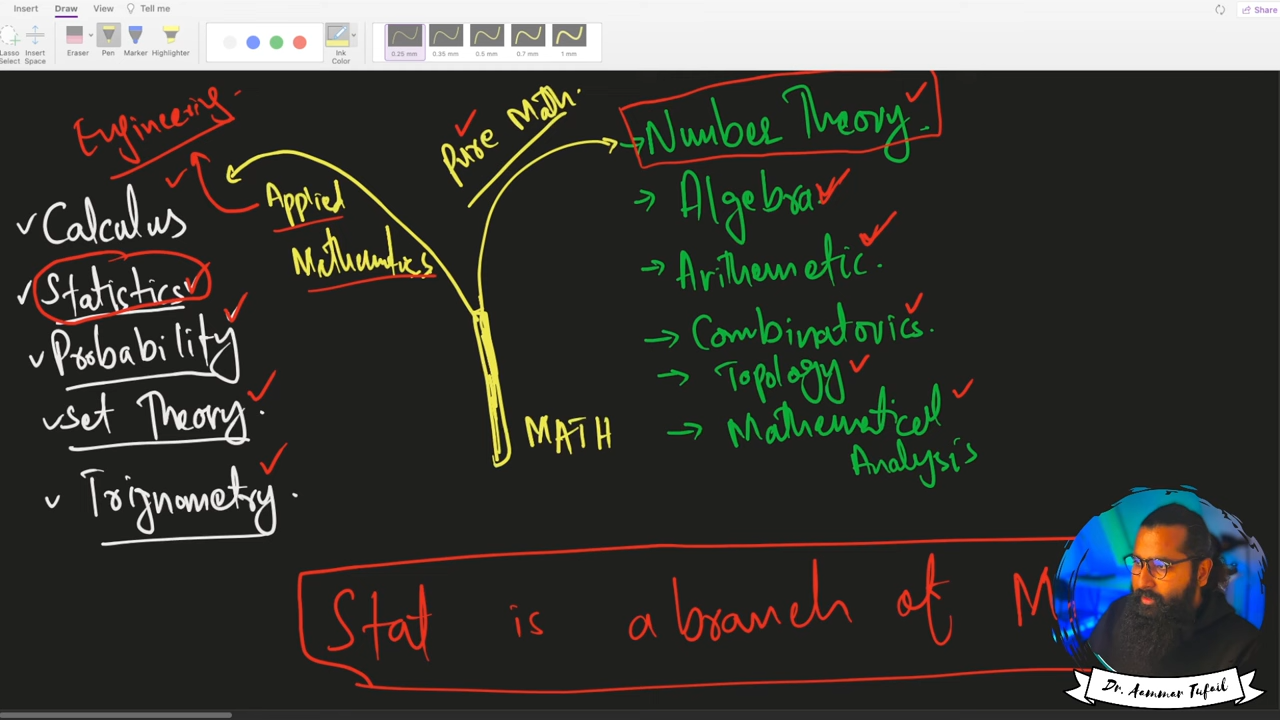 Insert Draw View Tell me
Share
Lasso Select
Insert Space
Eraser
Pen
Marker
Highlighter
Ink Color
0.25 mm
0.35 mm
0.5 mm
0.7 mm
1 mm
Engineering.
Calculus
Statistics
Probability
Set Theory.
Trignometry.
Applied
Mathematics
Pure Math.
MATH
Number Theory.
Algebra
Arithemetic.
Combinatorics.
Topology
Mathematical
Analysis
Stat is a branch of M
Dr. Aammar Tufail